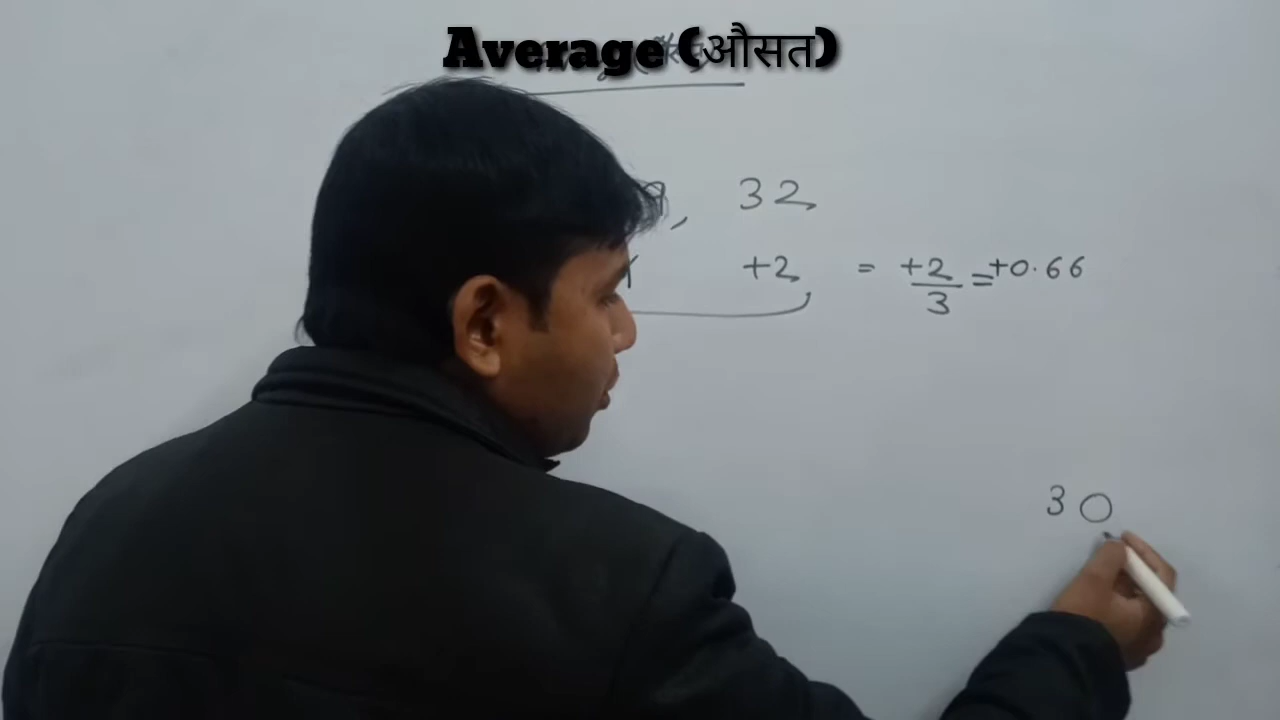 Average (औसत)
, 32
+2 = +2/3 = +0.66
30